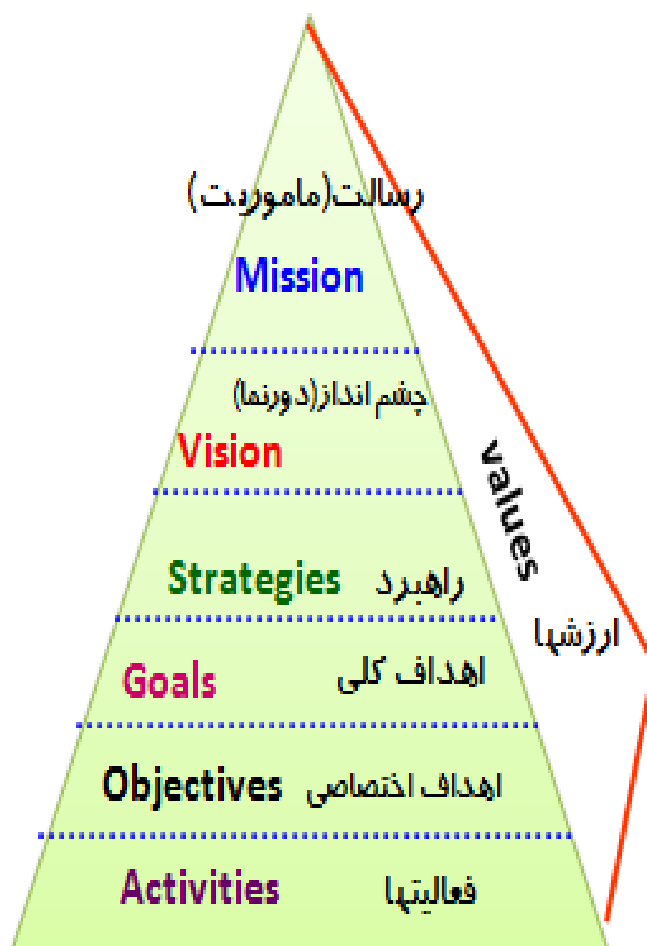 رسالت(ماموریت)
Mission
چشم انداز(دورنما)
Vision
values
Strategies راهبرد
ارزشها
Goals اهداف کلی
Objectives اهداف اختصاصی
Activities فعالیتها